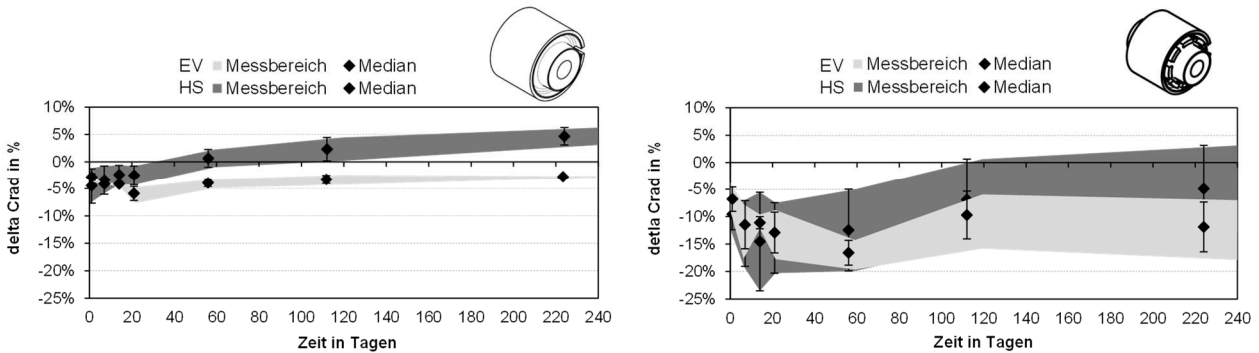 EV Messbereich Median
HS Messbereich Median
delta Crad in %
10%
5%
0%
-5%
-10%
-15%
-20%
-25%
0 20 40 60 80 100 120 140 160 180 200 220 240
Zeit in Tagen
EV Messbereich Median
HS Messbereich Median
detla Crad in %
10%
5%
0%
-5%
-10%
-15%
-20%
-25%
0 20 40 60 80 100 120 140 160 180 200 220 240
Zeit in Tagen